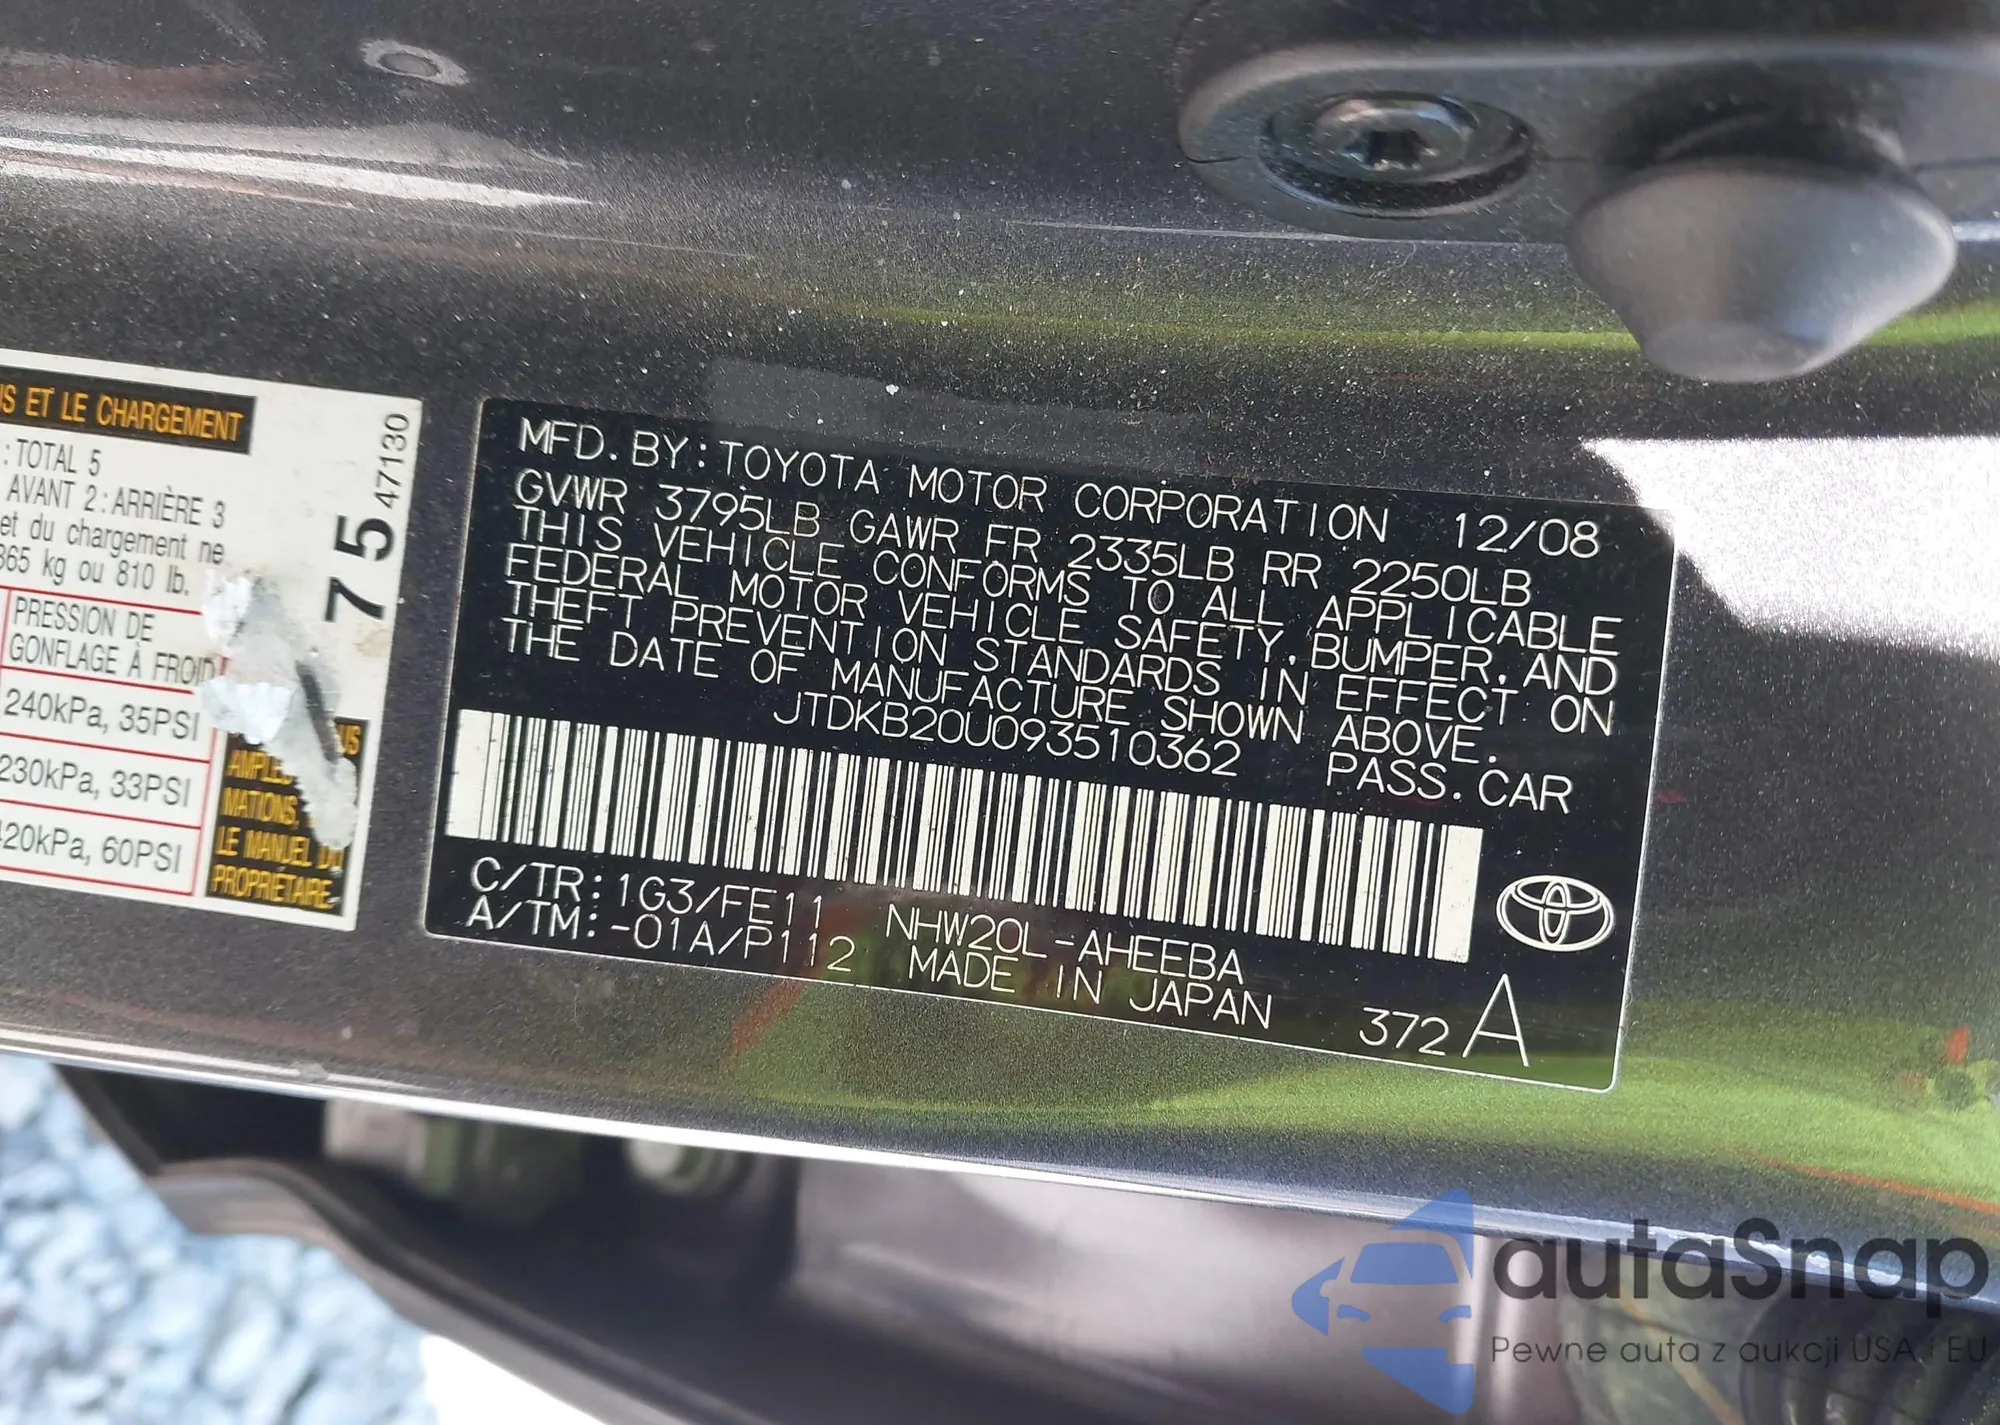 S ET LE CHARGEMENT
: TOTAL 5
AVANT 2 : ARRIÈRE 3
et du chargement ne
365 kg ou 810 lb.
PRESSION DE
GONFLAGE À FROID
240kPa, 35PSI
230kPa, 33PSI
420kPa, 60PSI
MATIONS,
LE MANUEL DU
PROPRIÉTAIRE.
75
47130
MFD. BY: TOYOTA MOTOR CORPORATION 12/08
GVWR 3795LB GAWR FR 2335LB RR 2250LB
THIS VEHICLE CONFORMS TO ALL APPLICABLE
FEDERAL MOTOR VEHICLE SAFETY, BUMPER, AND
THEFT PREVENTION STANDARDS IN EFFECT ON
THE DATE OF MANUFACTURE SHOWN ABOVE.
JTDKB20U093510362 PASS. CAR
C/TR: 1G3/FE11 NHW20L-AHEEBA
A/TM: -01A/P112 MADE IN JAPAN 372 A
autaSnap
Pewne auta z aukcji USA i EU